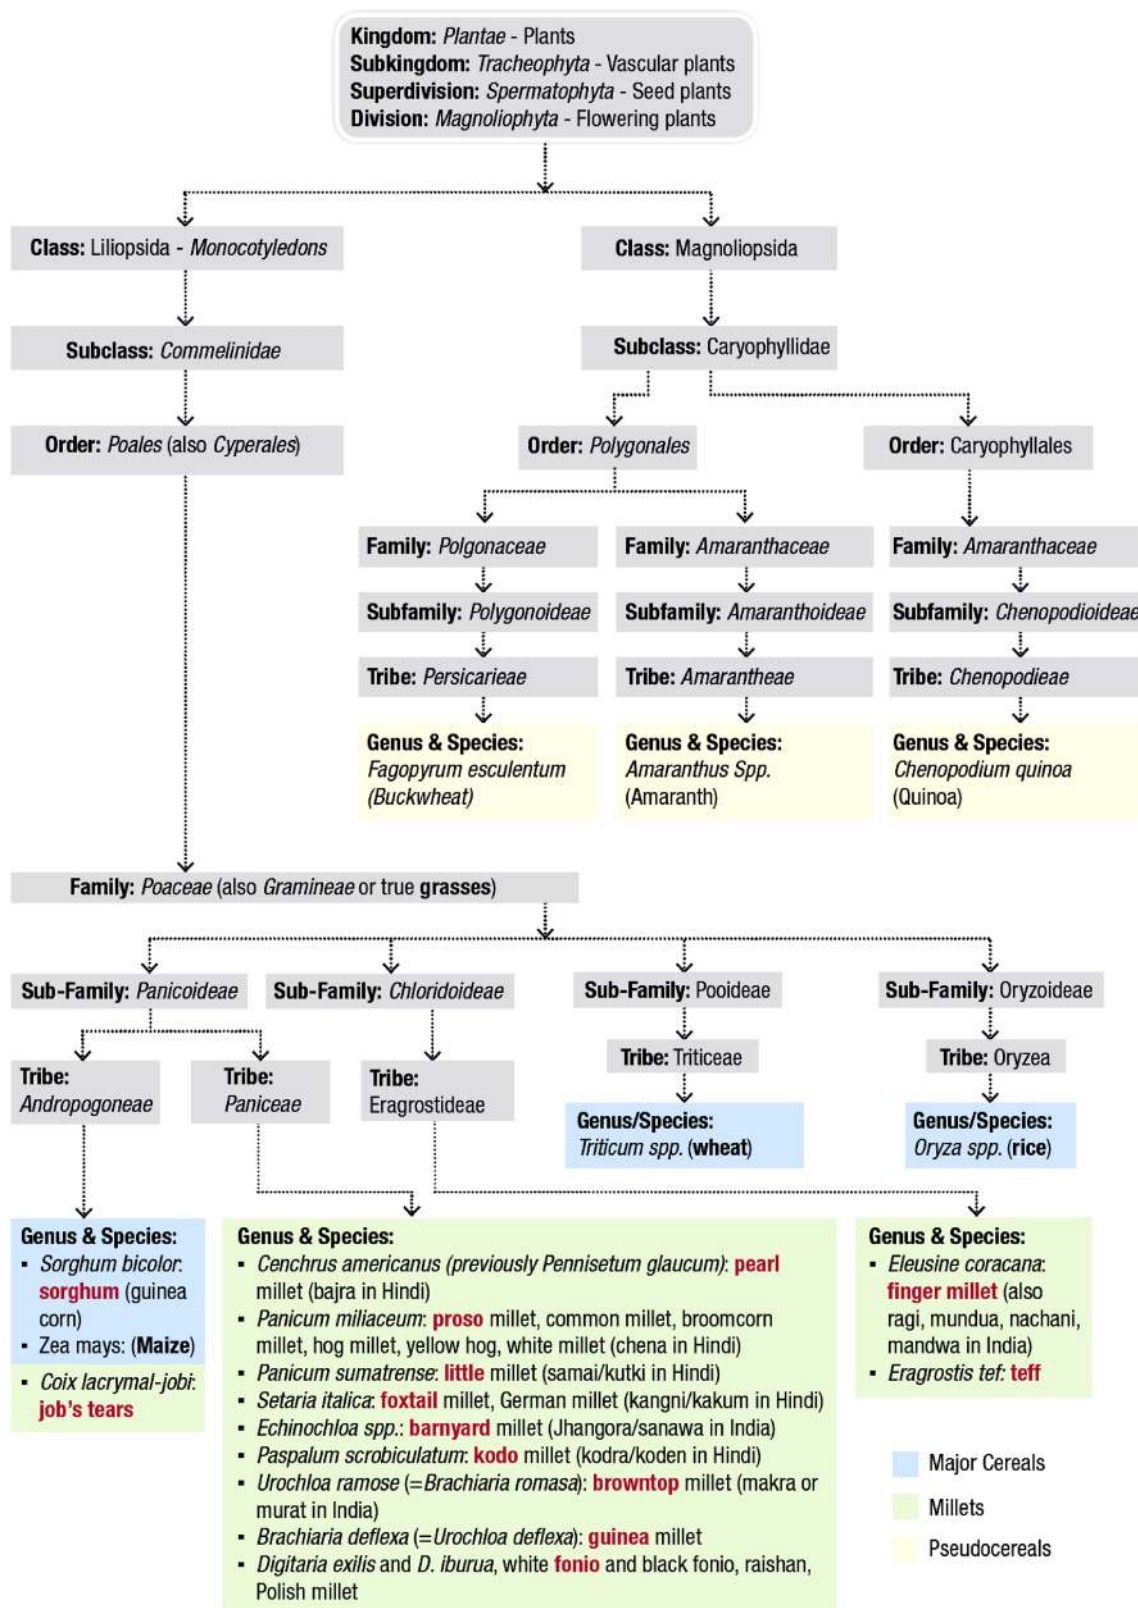 Kingdom: Plantae - Plants
Subkingdom: Tracheophyta - Vascular plants
Superdivision: Spermatophyta - Seed plants
Division: Magnoliophyta - Flowering plants
Class: Liliopsida - Monocotyledons
Class: Magnoliopsida
Subclass: Commelinidae
Subclass: Caryophyllidae
Order: Poales (also Cyperales)
Order: Polygonales
Order: Caryophyllales
Family: Polgonaceae
Family: Amaranthaceae
Family: Amaranthaceae
Subfamily: Polygonoideae
Subfamily: Amaranthoideae
Subfamily: Chenopodioideae
Tribe: Persicarieae
Tribe: Amarantheae
Tribe: Chenopodieae
Genus & Species:
Fagopyrum esculentum
(Buckwheat)
Genus & Species:
Amaranthus Spp.
(Amaranth)
Genus & Species:
Chenopodium quinoa
(Quinoa)
Family: Poaceae (also Gramineae or true grasses)
Sub-Family: Panicoideae
Sub-Family: Chloridoideae
Sub-Family: Pooideae
Sub-Family: Oryzoideae
Tribe:
Andropogoneae
Tribe:
Paniceae
Tribe:
Eragrostideae
Tribe: Triticeae
Tribe: Oryzea
Genus/Species:
Triticum spp. (wheat)
Genus/Species:
Oryza spp. (rice)
Genus & Species:
▪ Sorghum bicolor:
sorghum (guinea
corn)
▪ Zea mays: (Maize)
▪ Coix lacrymal-jobi:
job's tears
Genus & Species:
▪ Cenchrus americanus (previously Pennisetum glaucum): pearl
millet (bajra in Hindi)
▪ Panicum miliaceum: proso millet, common millet, broomcorn
millet, hog millet, yellow hog, white millet (chena in Hindi)
▪ Panicum sumatrense: little millet (samai/kutki in Hindi)
▪ Setaria italica: foxtail millet, German millet (kangni/kakum in Hindi)
▪ Echinochloa spp.: barnyard millet (Jhangora/sanawa in India)
▪ Paspalum scrobiculatum: kodo millet (kodra/koden in Hindi)
▪ Urochloa ramose (=Brachiaria romasa): browntop millet (makra or
murat in India)
▪ Brachiaria deflexa (=Urochloa deflexa): guinea millet
▪ Digitaria exilis and D. iburua, white fonio and black fonio, raishan,
Polish millet
Genus & Species:
▪ Eleusine coracana:
finger millet (also
ragi, mundua, nachani,
mandwa in India)
▪ Eragrostis tef: teff
Major Cereals
Millets
Pseudocereals